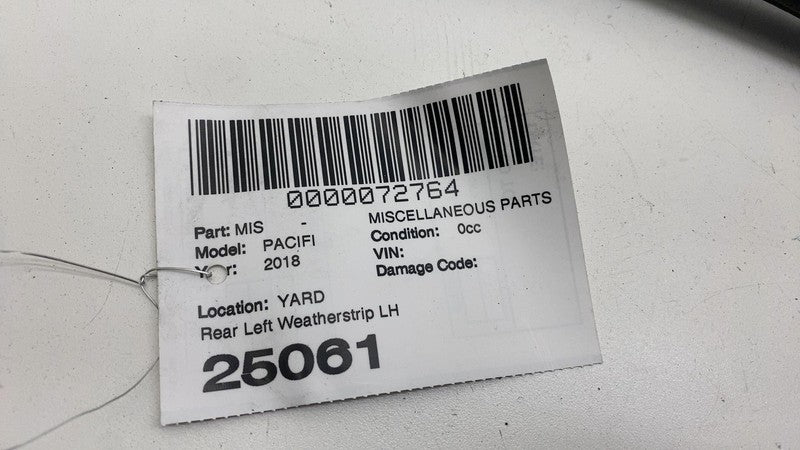 0000072764
Part: MIS - MISCELLANEOUS PARTS
Model: PACIFI Condition: 0cc
2018 VIN:
Damage Code:
Location: YARD
Rear Left Weatherstrip LH
25061